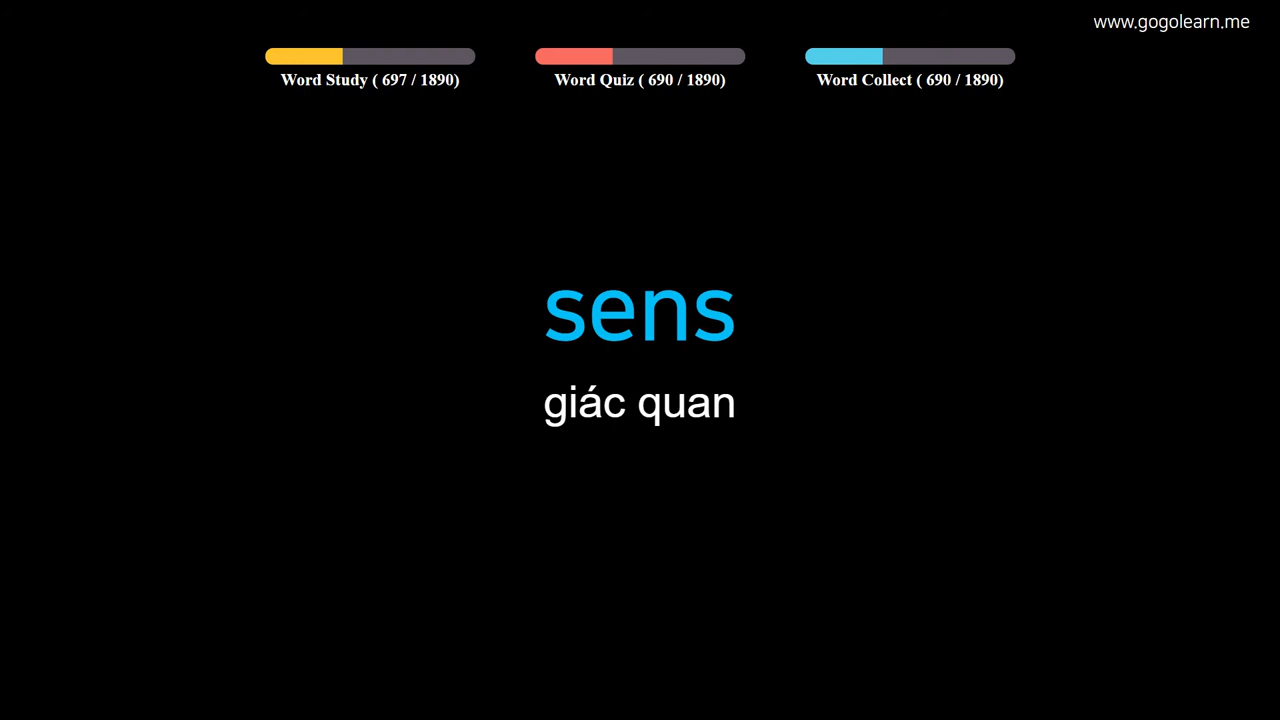 www.gogolearn.me
Word Study ( 697 / 1890)
Word Quiz ( 690 / 1890)
Word Collect ( 690 / 1890)
sens
giác quan